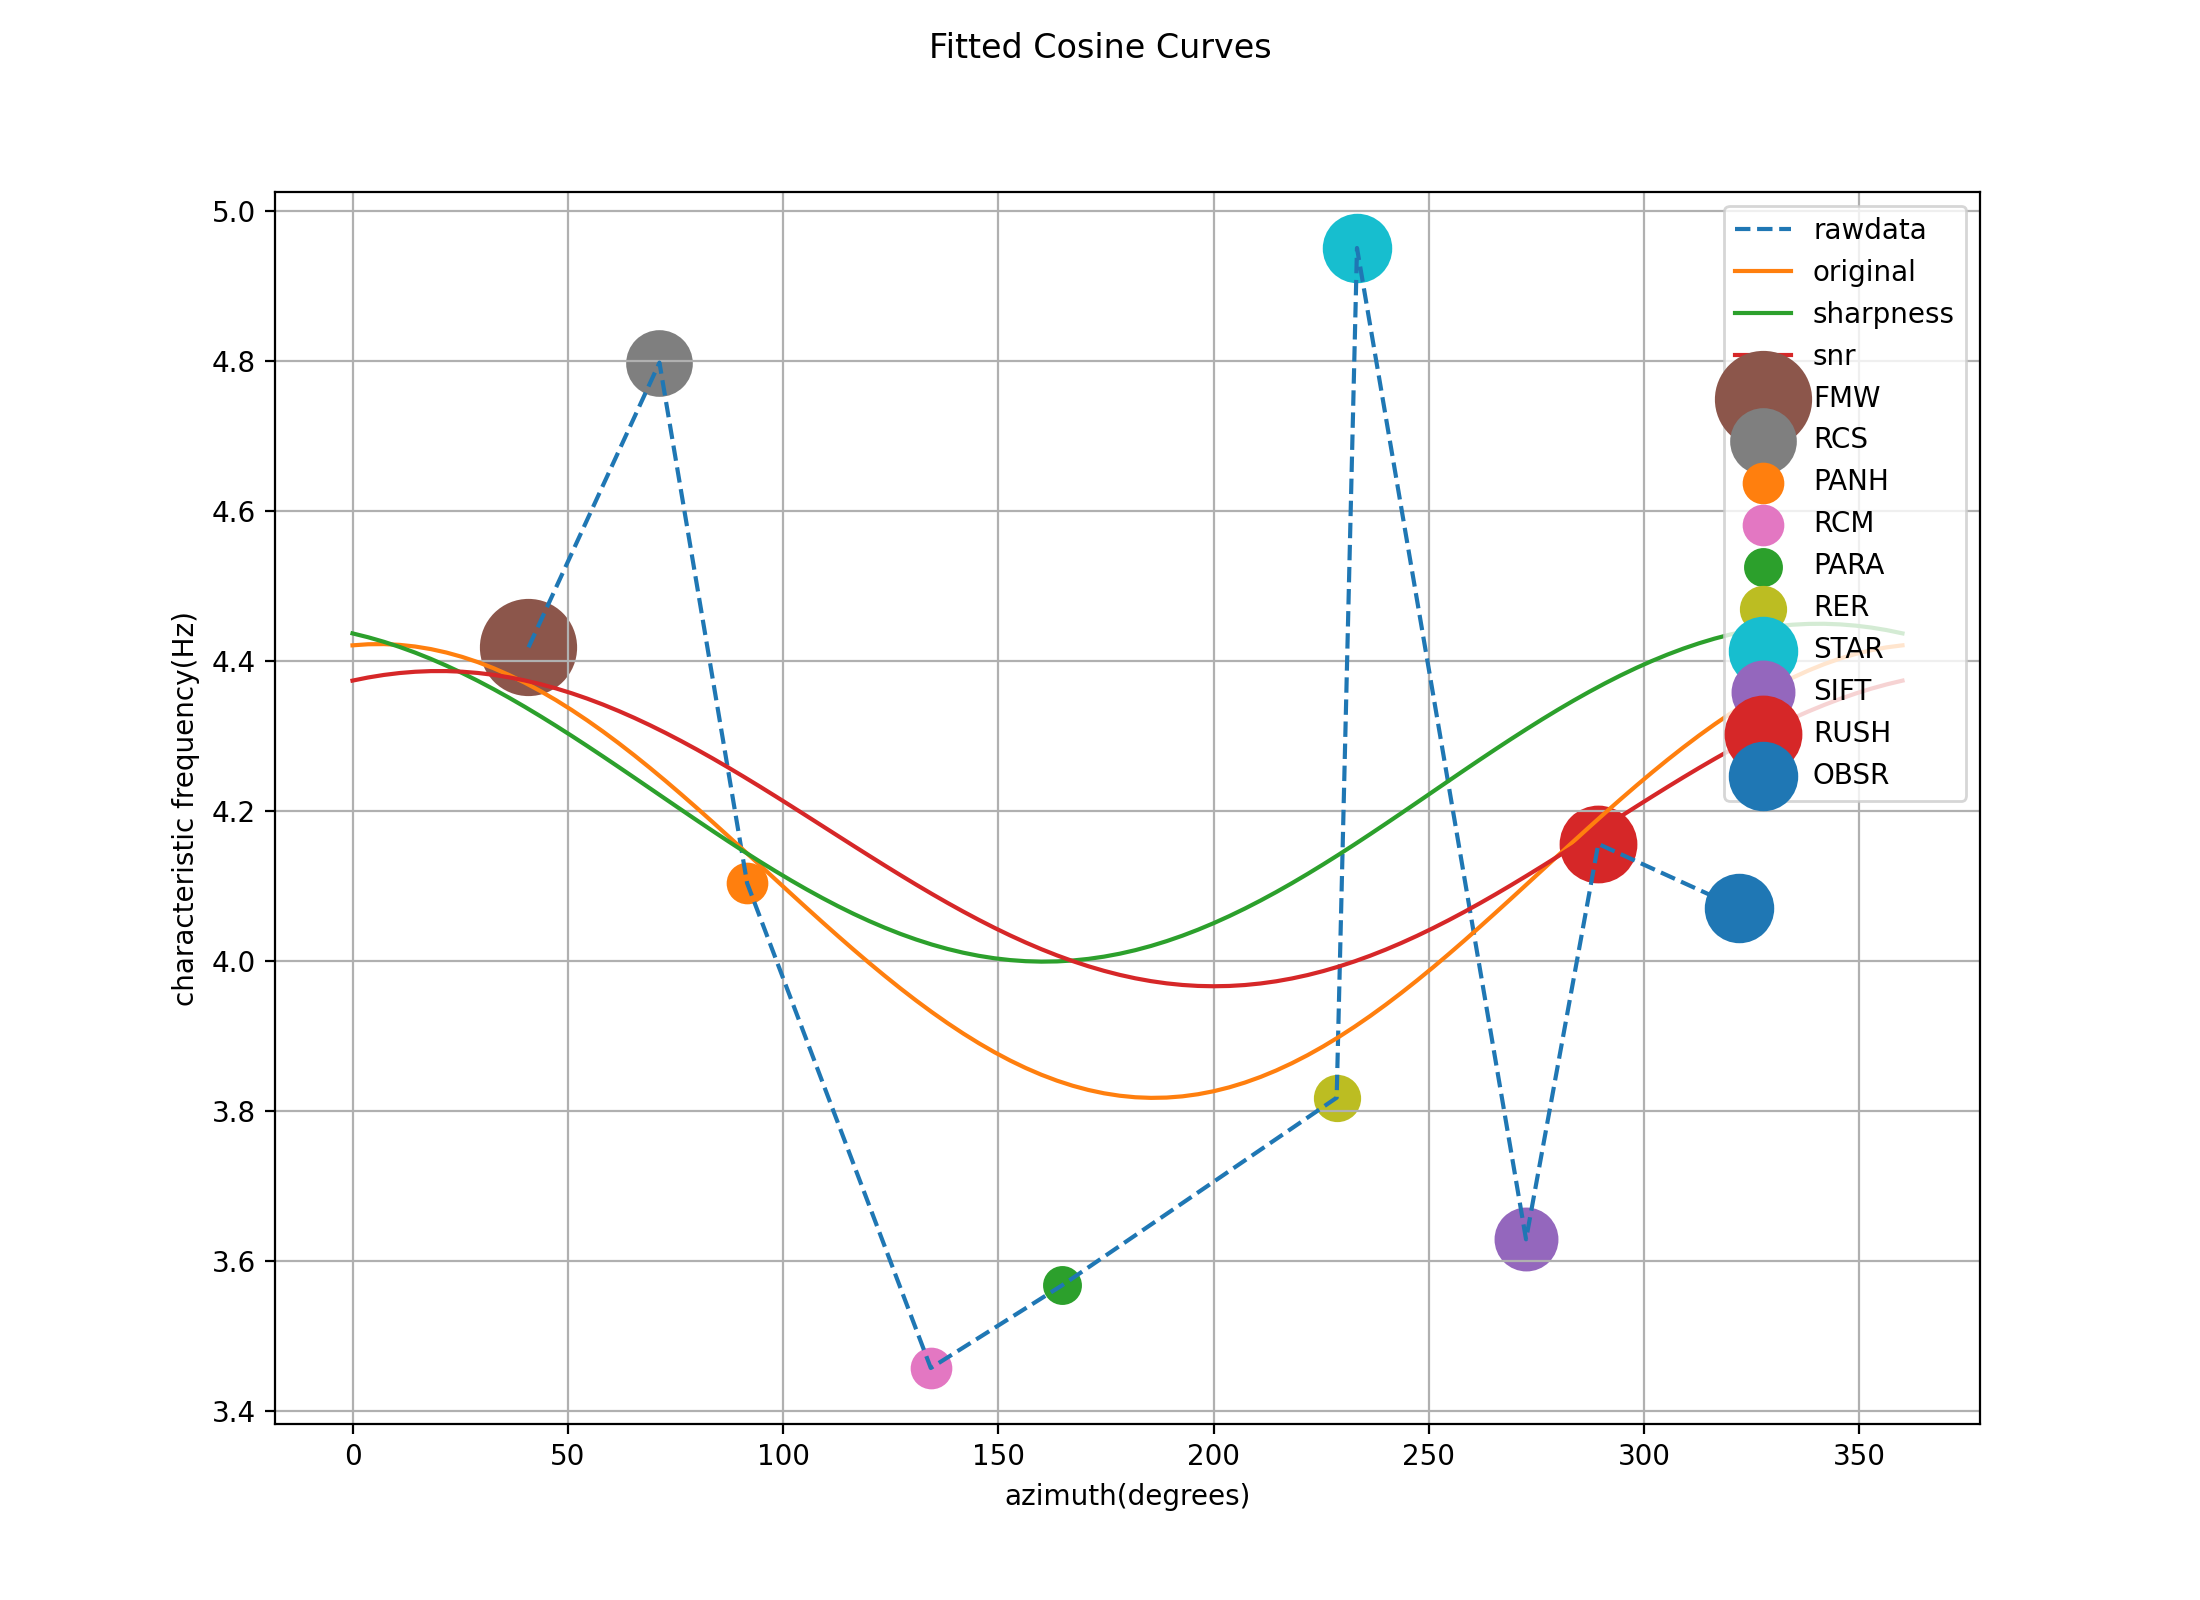 Fitted Cosine Curves
5.0
4.8
4.6
4.4
4.2
4.0
3.8
3.6
3.4
characteristic frequency(Hz)
rawdata
original
sharpness
snr
FMW
RCS
PANH
RCM
PARA
RER
STAR
SIFT
RUSH
OBSR
0 50 100 150 200 250 300 350
azimuth(degrees)